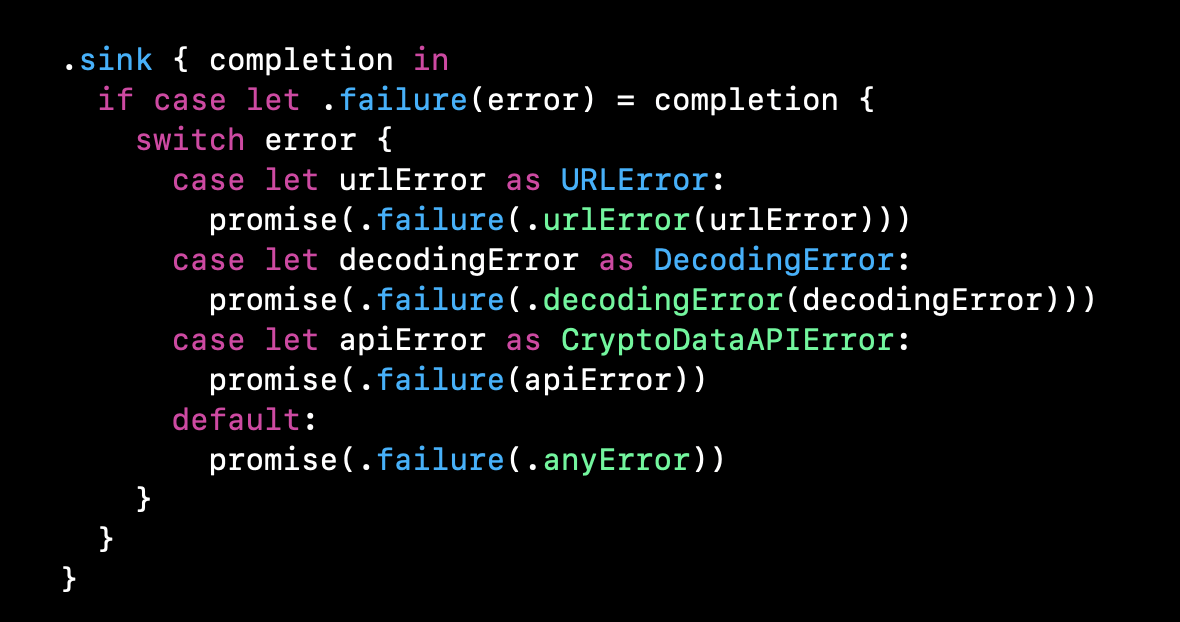 .sink { completion in
  if case let .failure(error) = completion {
    switch error {
      case let urlError as URLError:
        promise(.failure(.urlError(urlError)))
      case let decodingError as DecodingError:
        promise(.failure(.decodingError(decodingError)))
      case let apiError as CryptoDataAPIError:
        promise(.failure(apiError))
      default:
        promise(.failure(.anyError))
    }
  }
}